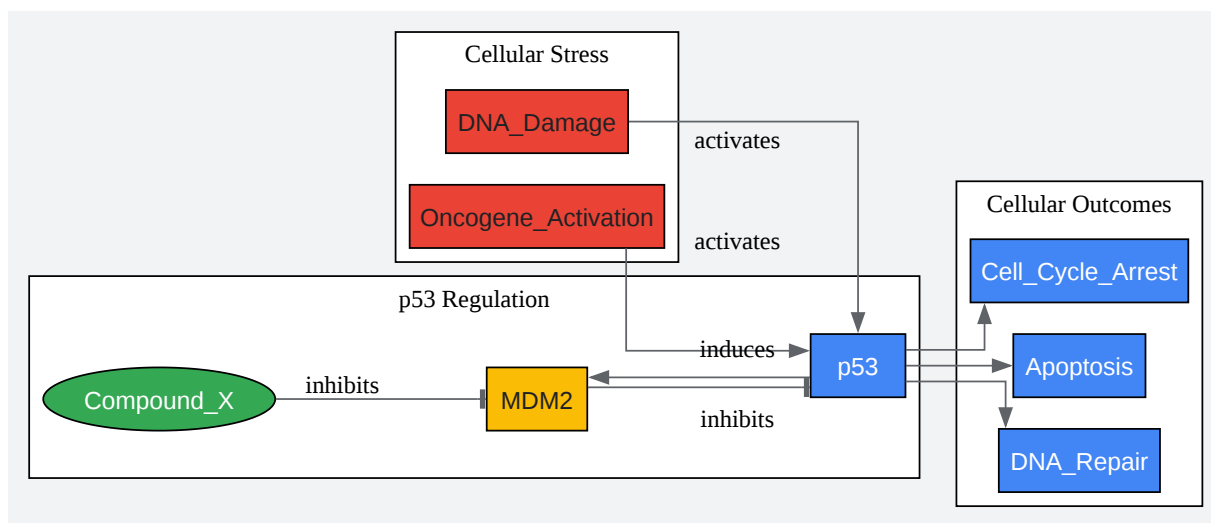 Cellular Stress
DNA_Damage
activates
Oncogene_Activation
activates
Cellular Outcomes
Cell_Cycle_Arrest
p53 Regulation
induces
p53
Apoptosis
inhibits
Compound_X
MDM2
inhibits
DNA_Repair